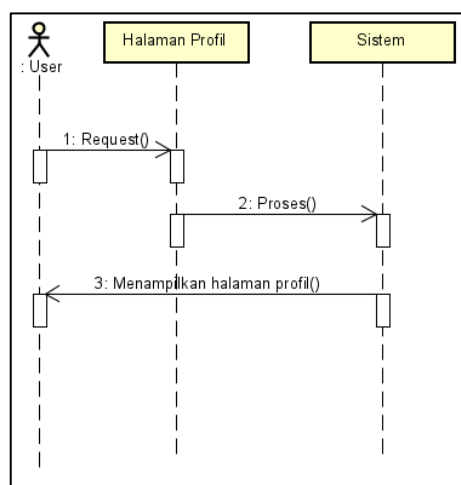 Halaman Profil
Sistem
: User
1: Request()
2: Proses()
3: Menampilkan halaman profil()